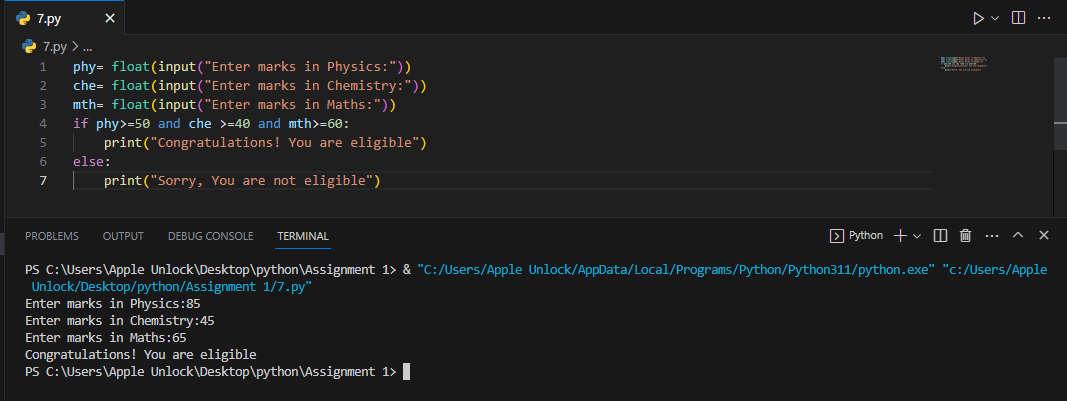 7.py
7.py > ...
1 phy= float(input("Enter marks in Physics:"))
2 che= float(input("Enter marks in Chemistry:"))
3 mth= float(input("Enter marks in Maths:"))
4 if phy>=50 and che >=40 and mth>=60:
5     print("Congratulations! You are eligible")
6 else:
7     print("Sorry, You are not eligible")
PROBLEMS OUTPUT DEBUG CONSOLE TERMINAL Python
PS C:\Users\Apple Unlock\Desktop\python\Assignment 1> & "C:/Users/Apple Unlock/AppData/Local/Programs/Python/Python311/python.exe" "c:/Users/Apple
Unlock/Desktop/python/Assignment 1/7.py"
Enter marks in Physics:85
Enter marks in Chemistry:45
Enter marks in Maths:65
Congratulations! You are eligible
PS C:\Users\Apple Unlock\Desktop\python\Assignment 1>